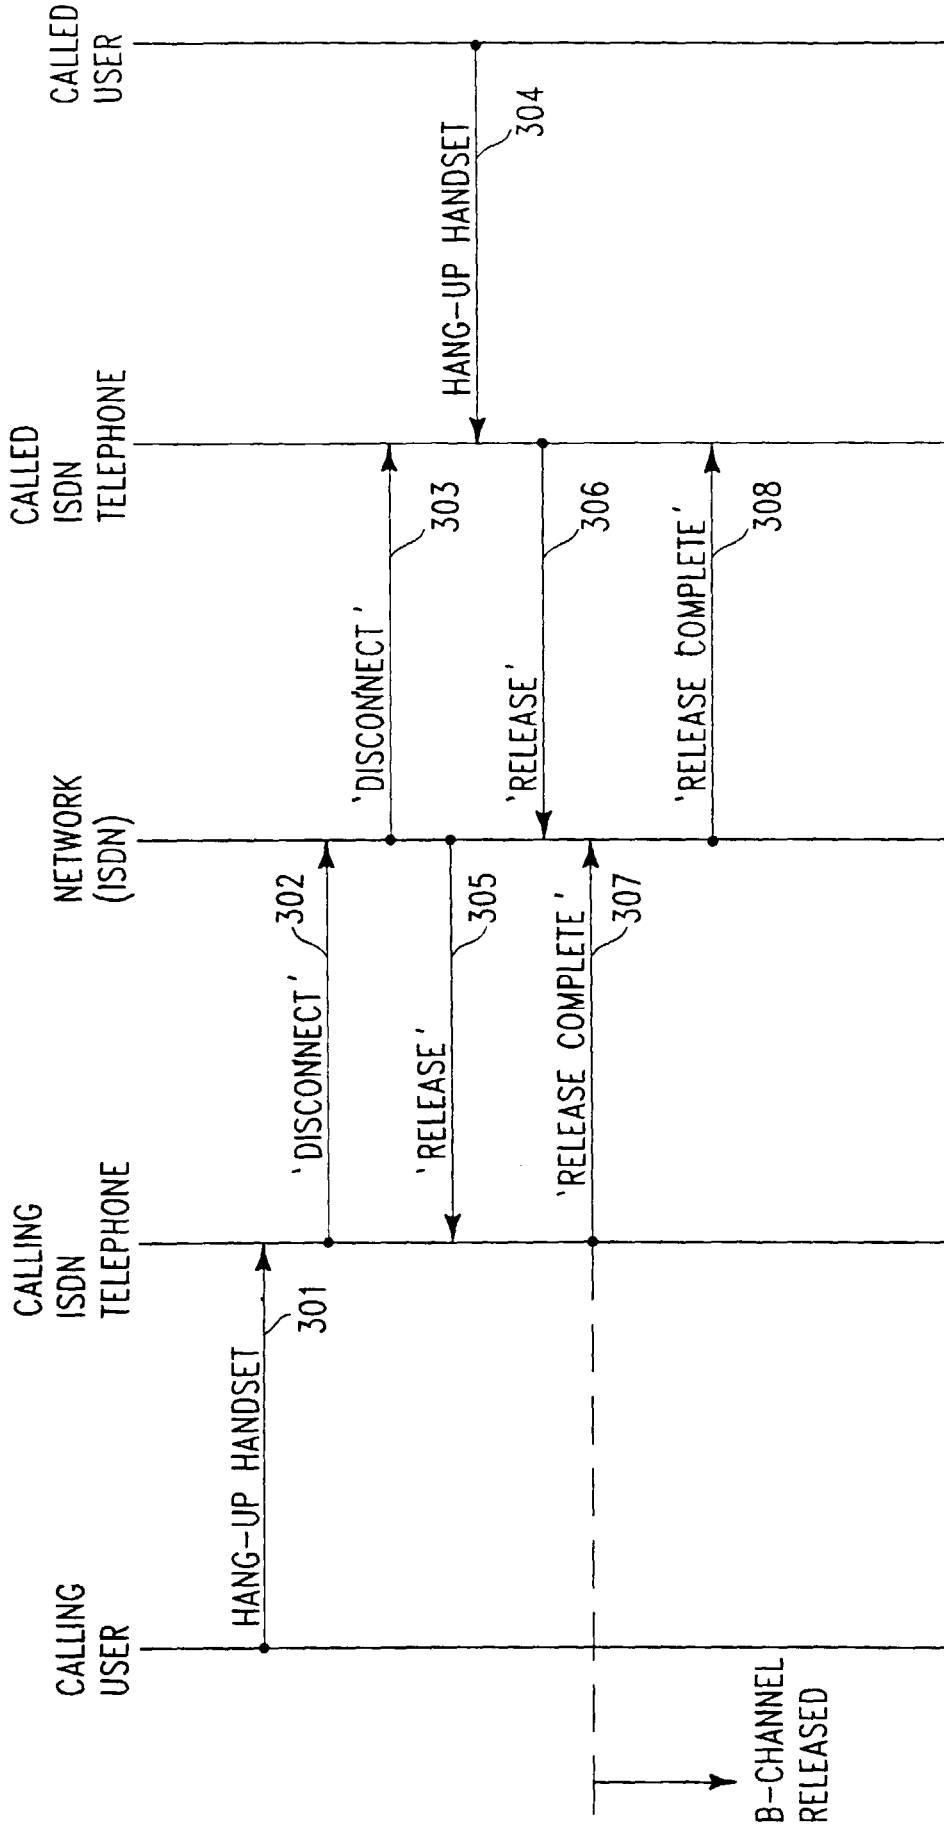 CALLING
USER
CALLING
ISDN
TELEPHONE
NETWORK
(ISDN)
CALLED
ISDN
TELEPHONE
CALLED
USER
HANG-UP HANDSET
301
'DISCONNECT'
302
'DISCONNECT'
303
'RELEASE'
305
HANG-UP HANDSET
304
'RELEASE'
306
'RELEASE COMPLETE'
307
'RELEASE COMPLETE'
308
B-CHANNEL
RELEASED